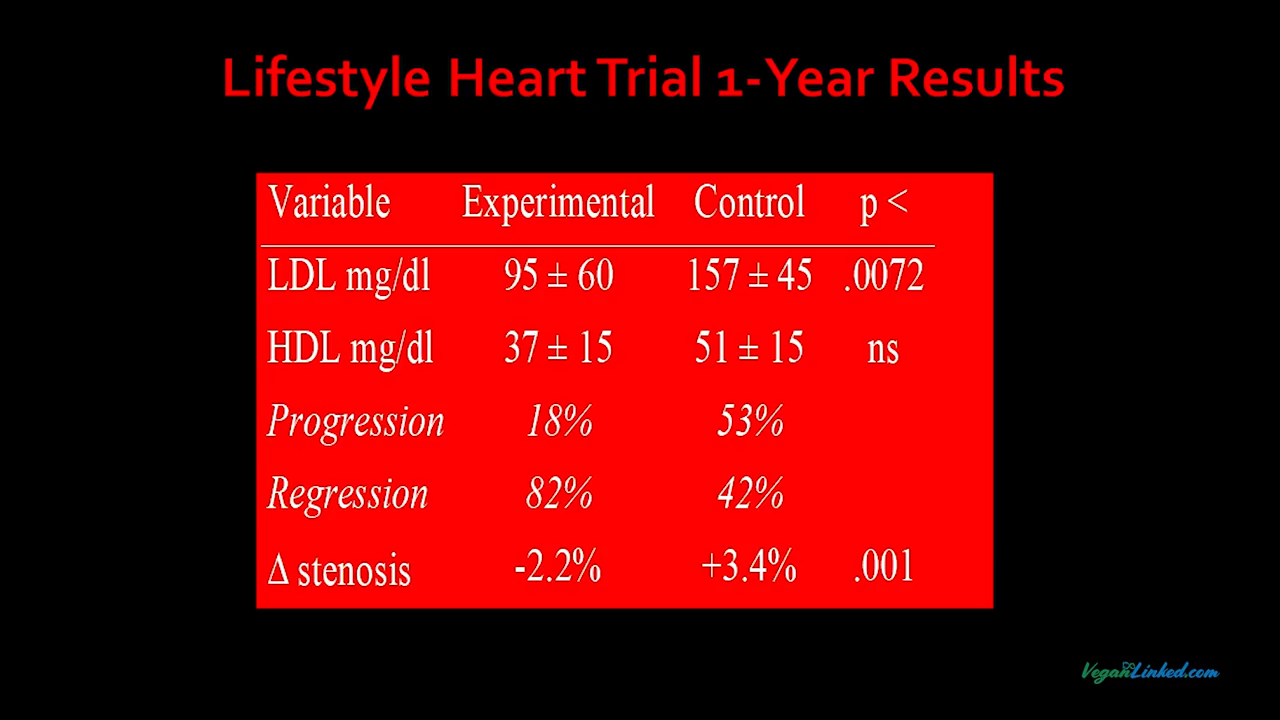 Lifestyle Heart Trial 1-Year Results
Variable Experimental Control p <
LDL mg/dl 95 ± 60 157 ± 45 .0072
HDL mg/dl 37 ± 15 51 ± 15 ns
Progression 18% 53%
Regression 82% 42%
Δ stenosis -2.2% +3.4% .001
VeganLinked.com